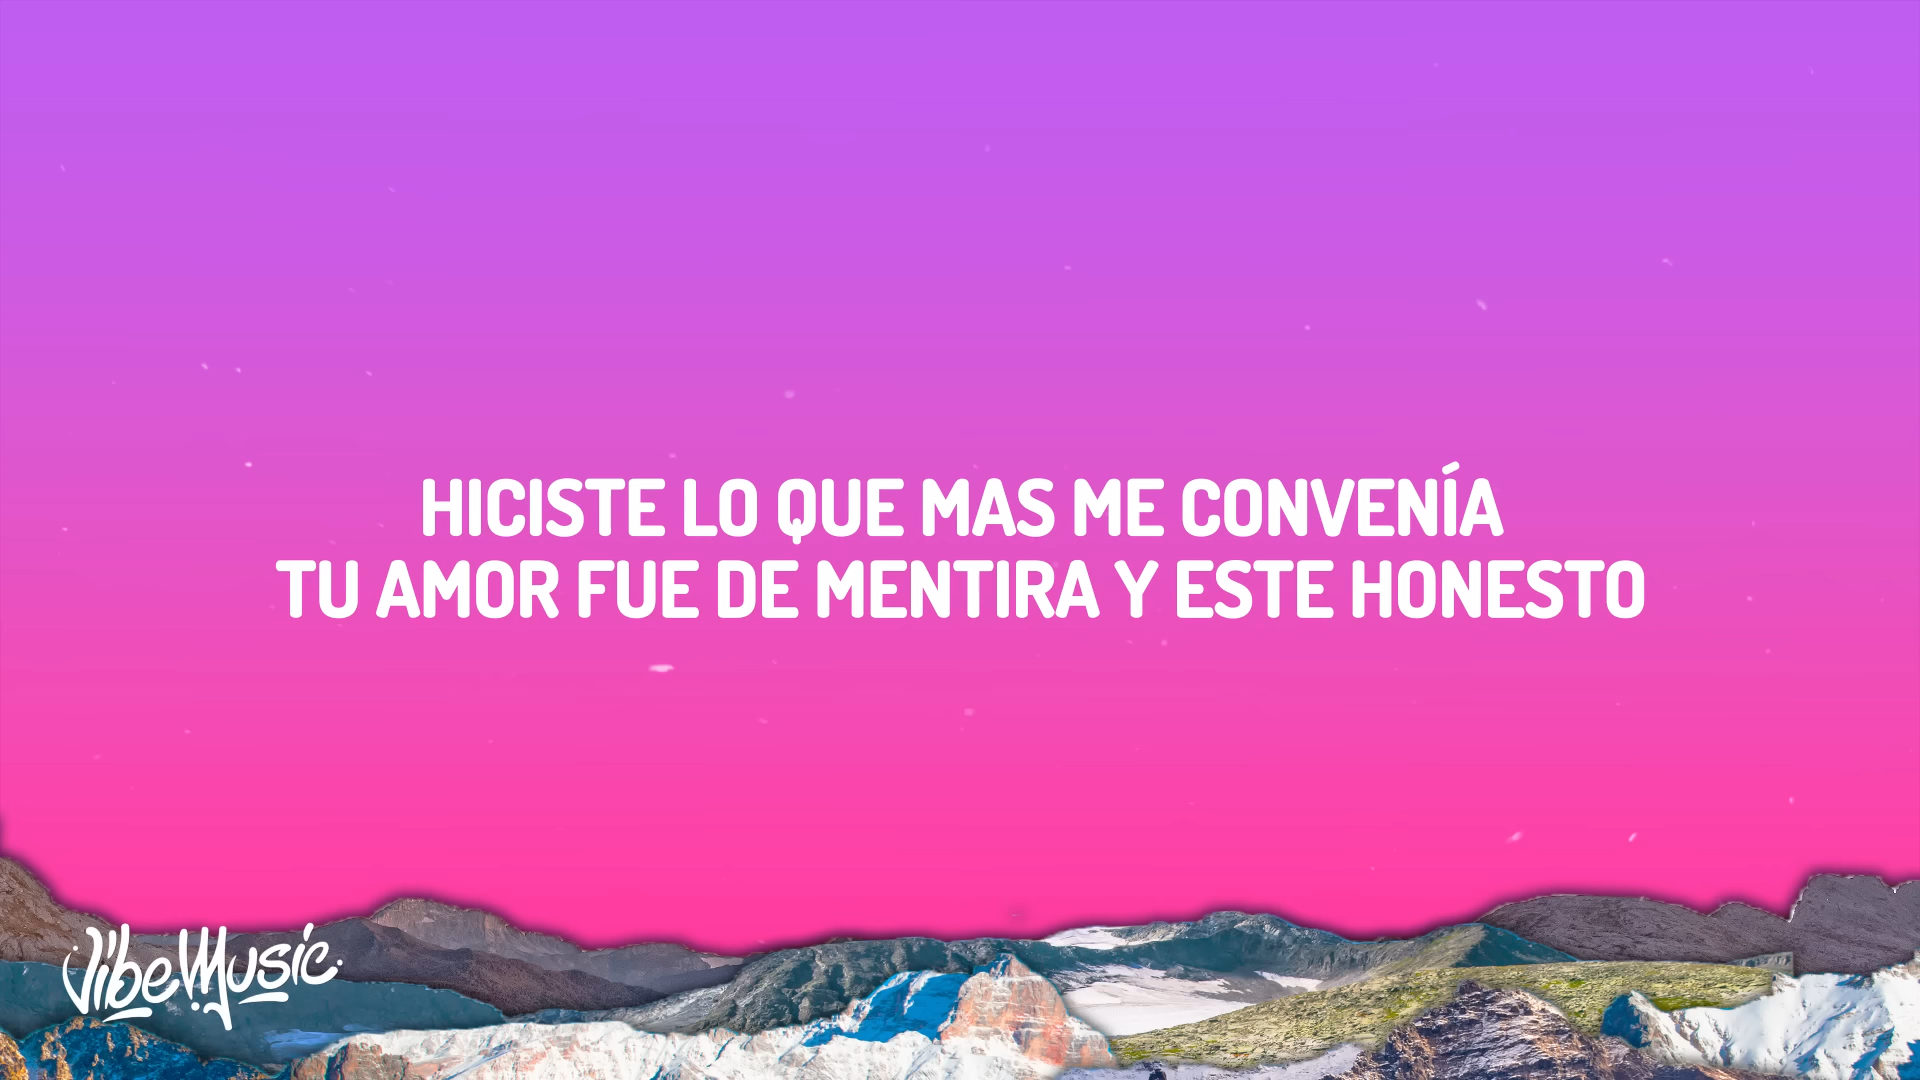 HICISTE LO QUE MAS ME CONVENÍA
TU AMOR FUE DE MENTIRA Y ESTE HONESTO
VibeMusic